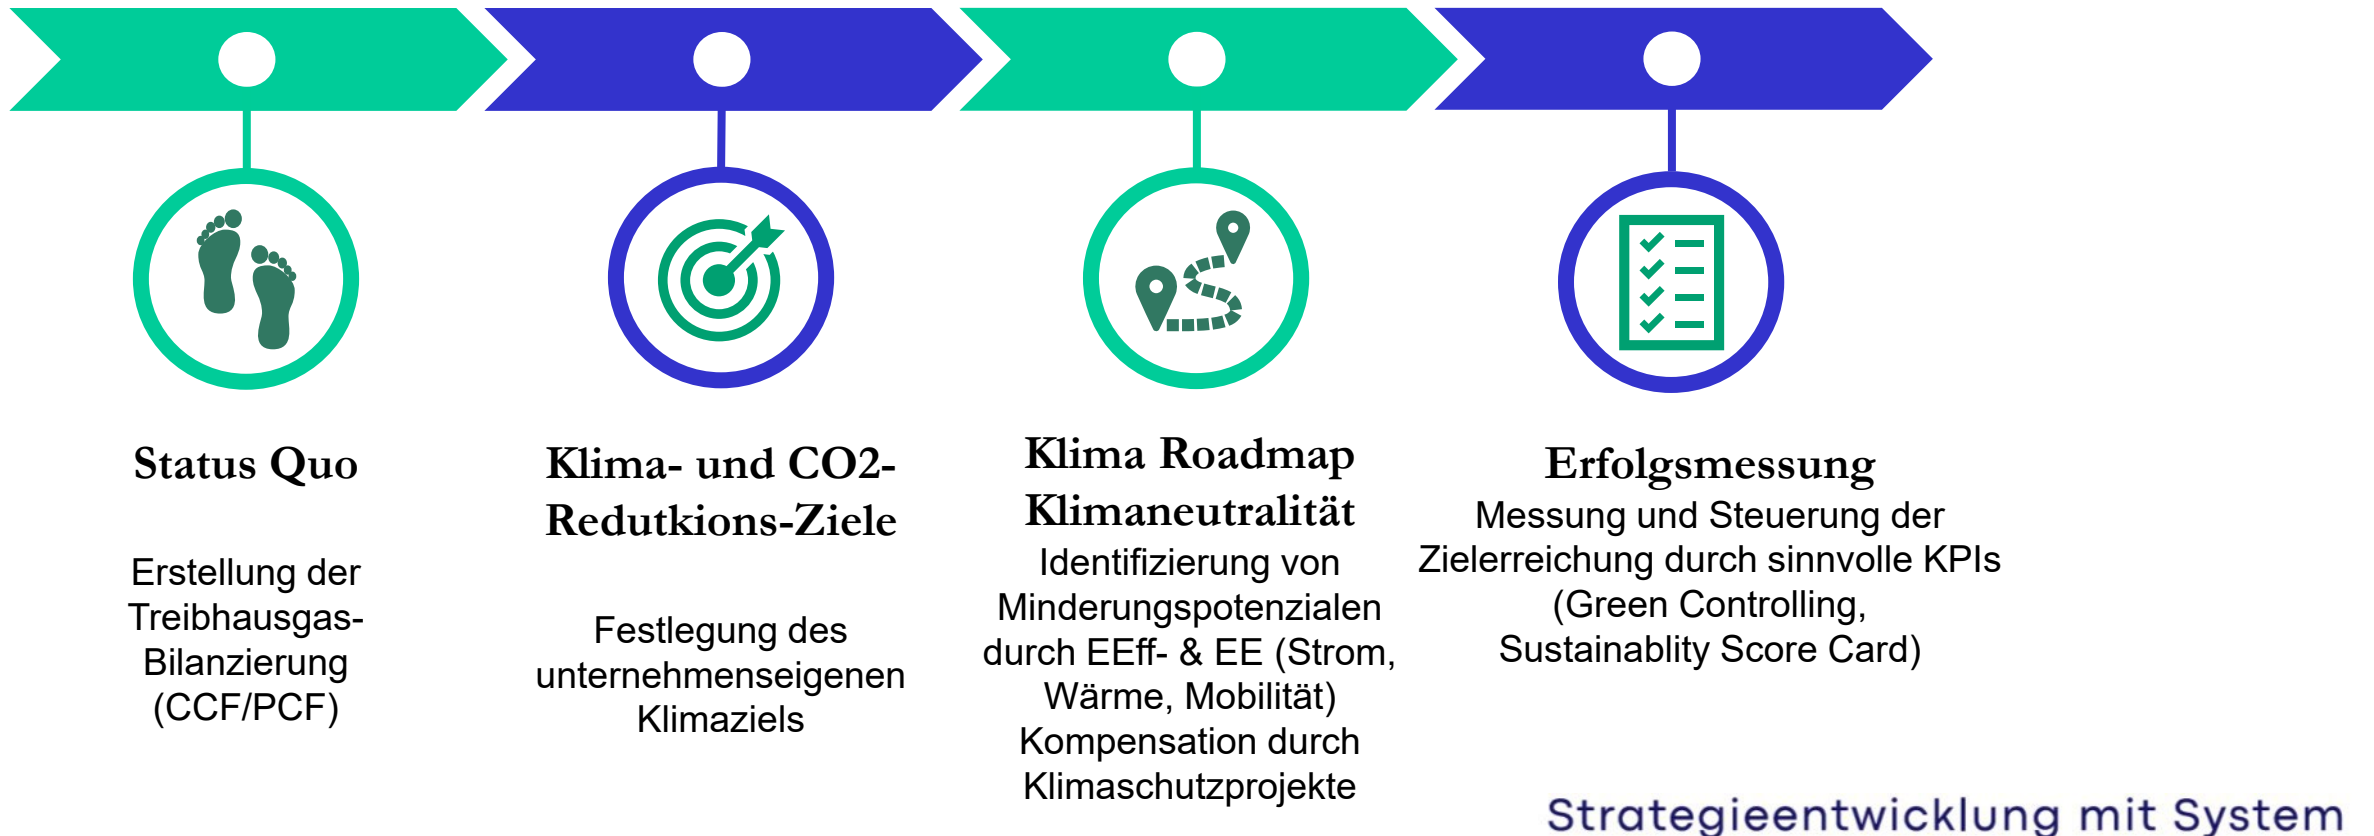 Status Quo
Erstellung der
Treibhausgas-
Bilanzierung
(CCF/PCF)
Klima- und CO2-
Redutkions-Ziele
Festlegung des
unternehmenseigenen
Klimaziels
Klima Roadmap
Klimaneutralität
Identifizierung von
Minderungspotenzialen
durch EEff- & EE (Strom,
Wärme, Mobilität)
Kompensation durch
Klimaschutzprojekte
Erfolgsmessung
Messung und Steuerung der
Zielerreichung durch sinnvolle KPIs
(Green Controlling,
Sustainablity Score Card)
Strategieentwicklung mit System